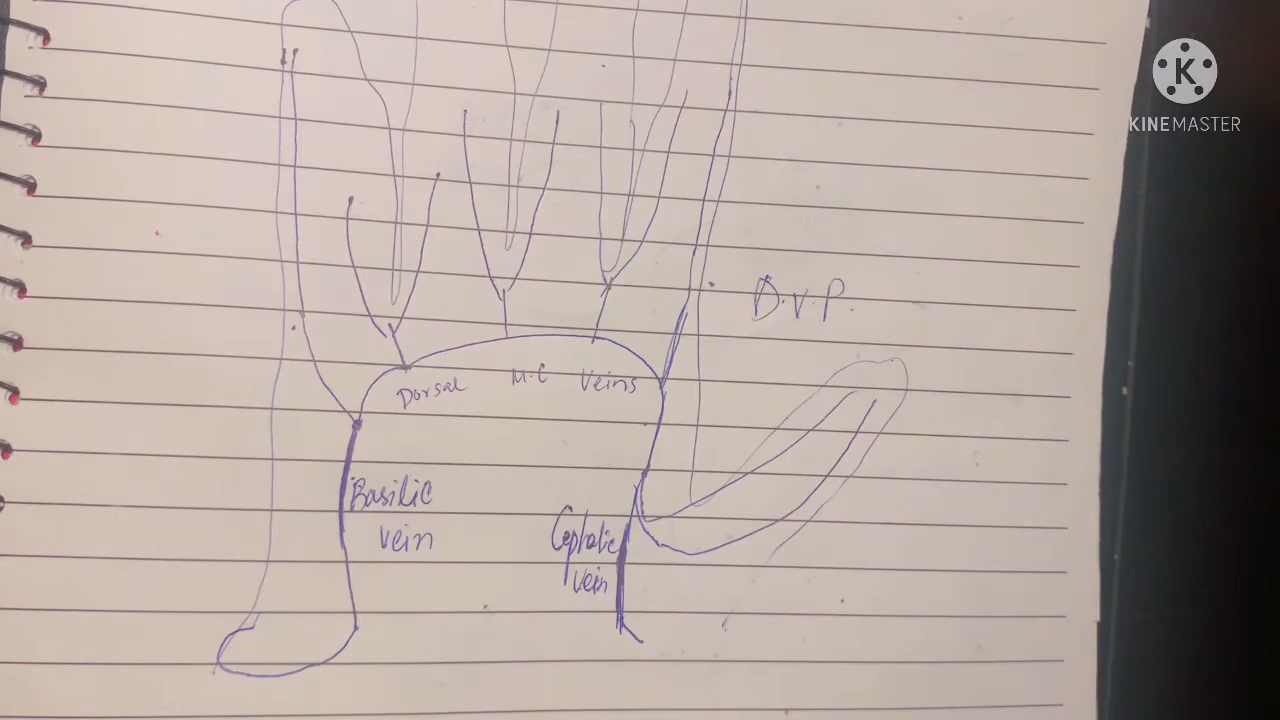 K
KINEMASTER
D.V.P.
Dorsal M.C Veins
Basilic
vein
Cephalic
vein